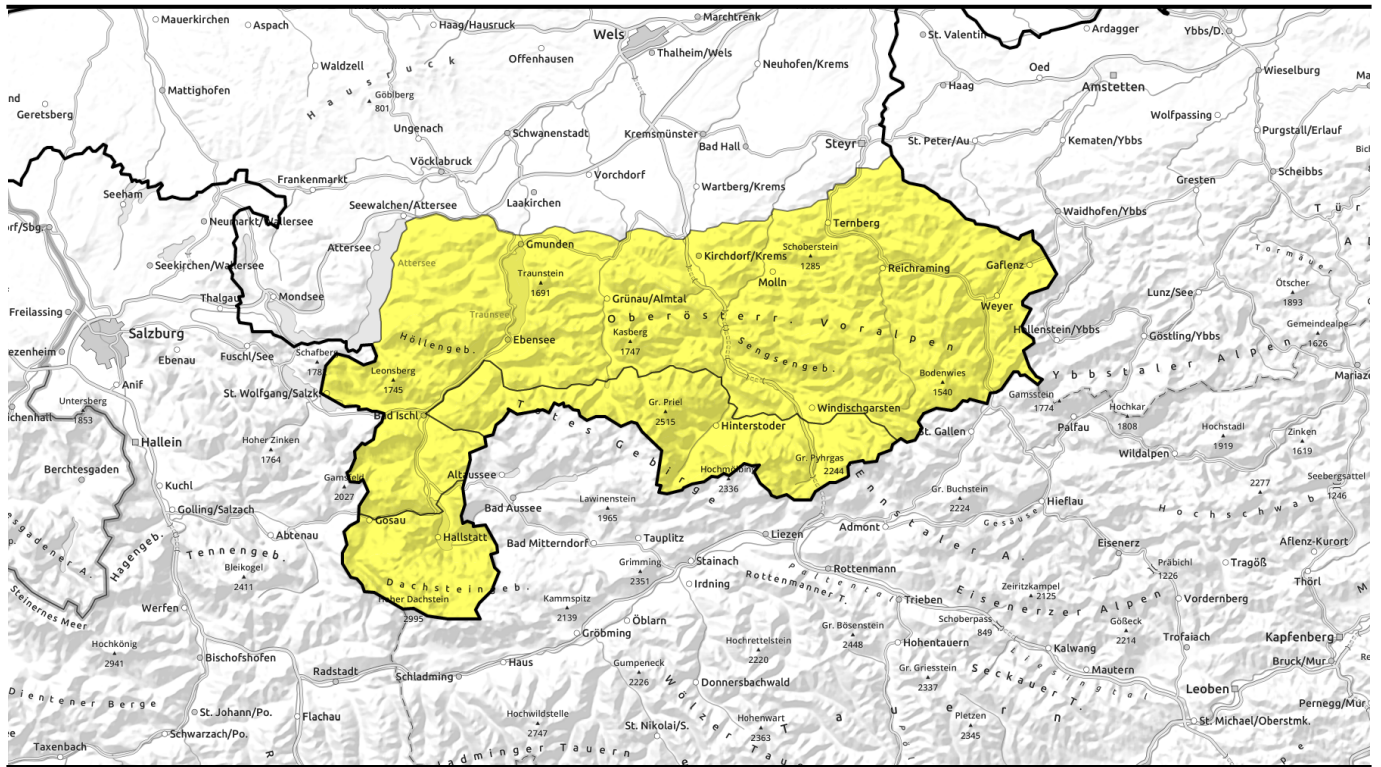 Mauerkirchen
Aspach
Haag/Hausruck
Marchtrenk
Wels
Thalheim/Wels
St. Valentin
Ardagger
Ybbs/D.
Waldzell
Offenhausen
Neuhofen/Krems
Oed
Wieselburg
Mattighofen
Hausruck
Göblberg
801
Haag
Amstetten
Geretsberg
Wolfpassing
Ungenach
Schwanenstadt
Kremsmünster
Bad Hall
Steyr
St. Peter/Au
Kematen/Ybbs
Purgstall/Erlauf
Vöcklabruck
Frankenmarkt
Vorchdorf
Wartberg/Krems
Gresten
Scheibbs
Seeham
Seewalchen/Attersee
Laakirchen
Waidhofen/Ybbs
Neumarkt/Wallersee
Ternberg
Attersee
Gmunden
Kirchdorf/Krems
Schoberstein
1285
Tormäuer
Seekirchen/Wallersee
Attersee
Traunstein
1691
Molln
Reichraming
Gaflenz
Ötscher
1893
Thalgau
Mondsee
Grünau/Almtal
Lunz/See
Freilassing
Traunsee
Oberösterr. Voralpen
Weyer
Gemeindealpe
1626
Salzburg
Höllengeb.
Ebensee
Kasberg
1747
Sengsengeb.
Hollenstein/Ybbs
Göstling/Ybbs
Ebenau
Fuschl/See
Schafberg
Leonsberg
1745
Bodenwies
1540
Ybbstaler Alpen
Anif
St. Wolfgang/Salzk
Untersberg
1853
Bad Ischl
Totes Gebirge
Gr. Priel
2515
Windischgarsten
Gamsstein
1774
Hochkar
1808
Hallein
Hoher Zinken
1764
Hinterstoder
St. Gallen
Palfau
Hochstadl
1919
Zinken
1619
Wildalpen
Berchtesgaden
Kuchl
Gamsfeld
2027
Altaussee
Hochmölbing
2336
Gr. Pyhrgas
2244
Gr. Buchstein
2224
Hieflau
2277
Seebergsattel
1246
Golling/Salzach
Gosau
Bad Aussee
Lawinenstein
1965
Ennstaler A.
Gesäuse
Hochschwab
Abtenau
Hallstatt
Bad Mitterndorf
Tauplitz
Liezen
Admont
Eisenerz
Aflenz-Kurort
Tennengeb.
Hagengeb.
Bleikogel
2411
Grimming
2351
Stainach
Rottenmann
Präbichl
1226
Tragöß
Thörl
Steinernes Meer
Werfen
Dachsteingeb.
Hoher Dachstein
2995
Kammspitz
2139
Irdning
Rottenmanner T.
Paltental
Trieben
Zeiritzkampel
2125
Eisenerzer Alpen
Vordernberg
Hochkönig
2941
Öblarn
Gröbming
Gr. Bösenstein
2448
Schoberpass
849
Gößeck
2214
Trofaiach
Kapfenberg
Bischofshofen
Hochrettelstein
2220
Hohentauern
Kalwang
Bruck/Mur
Radstadt
Schladming
Haus
Gumpeneck
2226
Donnersbachwald
Gr. Griesstein
2337
Liesingtal
Mautern
Seckauer T.
Leoben
Dientener Berge
St. Johann/Po.
Flachau
Hochwildstelle
2747
Wölzer Tau
St. Nikolai/S.
Hohenwart
2363
Tauern
Pletzen
2345
Pernegg/Mur
St. Michael/Oberstmk.
Schwarzach/Po.
Taxenbach
adminger Tauern